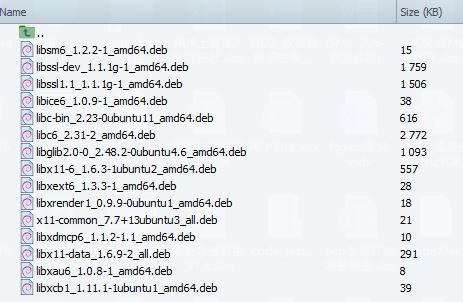 Name Size (KB)
..
libsm6_1.2.2-1_amd64.deb 15
libssl-dev_1.1.1g-1_amd64.deb 1 759
libssl1.1_1.1.1g-1_amd64.deb 1 506
libice6_1.0.9-1_amd64.deb 38
libc-bin_2.23-0ubuntu11_amd64.deb 616
libc6_2.31-2_amd64.deb 2 772
libglib2.0-0_2.48.2-0ubuntu4.6_amd64.deb 1 093
libx11-6_1.6.3-1ubuntu2_amd64.deb 557
libxext6_1.3.3-1_amd64.deb 28
libxrender1_0.9.9-0ubuntu1_amd64.deb 18
x11-common_7.7+13ubuntu3_all.deb 21
libxdmcp6_1.1.2-1.1_amd64.deb 10
libx11-data_1.6.9-2_all.deb 291
libxau6_1.0.8-1_amd64.deb 8
libxcb1_1.11.1-1ubuntu1_amd64.deb 39